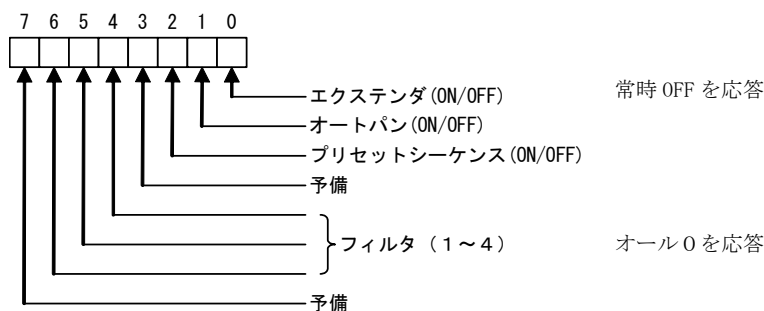 7 6 5 4 3 2 1 0
エクステンダ(ON/OFF) 常時OFFを応答
オートパン(ON/OFF)
プリセットシーケンス(ON/OFF)
予備
フィルタ（1～4） オール0を応答
予備